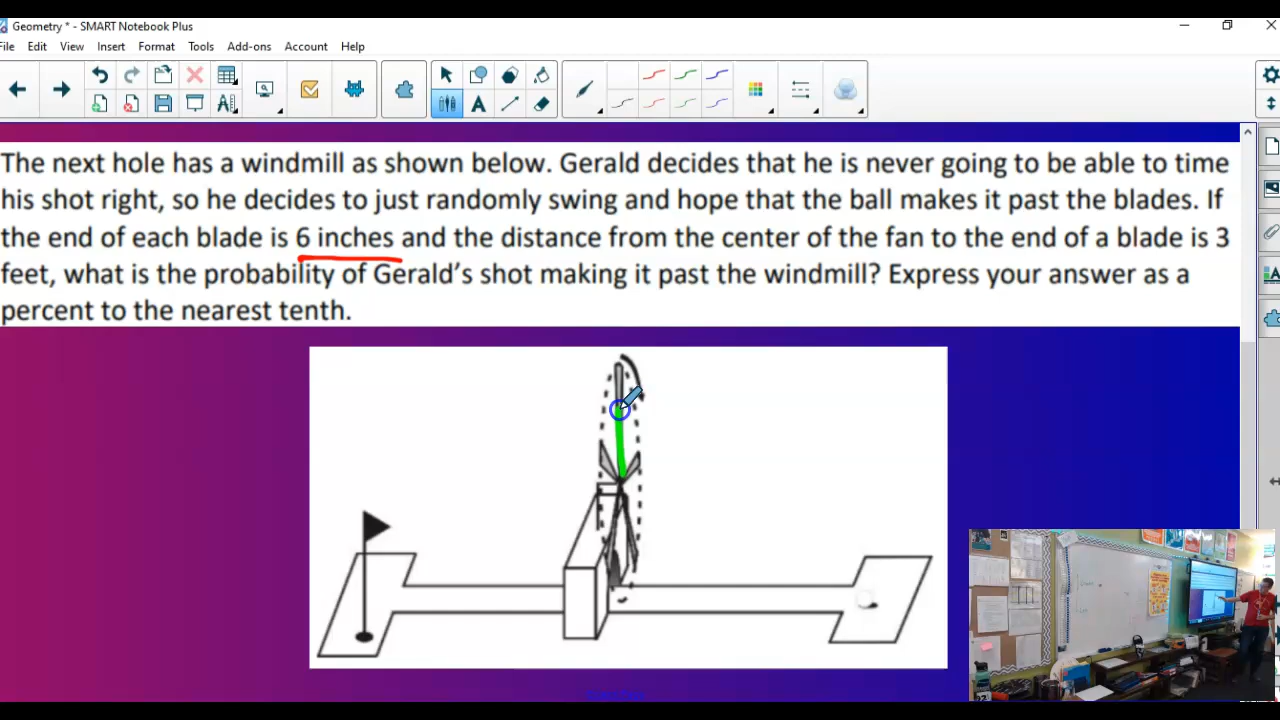 Geometry * - SMART Notebook Plus
File Edit View Insert Format Tools Add-ons Account Help
The next hole has a windmill as shown below. Gerald decides that he is never going to be able to time
his shot right, so he decides to just randomly swing and hope that the ball makes it past the blades. If
the end of each blade is 6 inches and the distance from the center of the fan to the end of a blade is 3
feet, what is the probability of Gerald's shot making it past the windmill? Express your answer as a
percent to the nearest tenth.